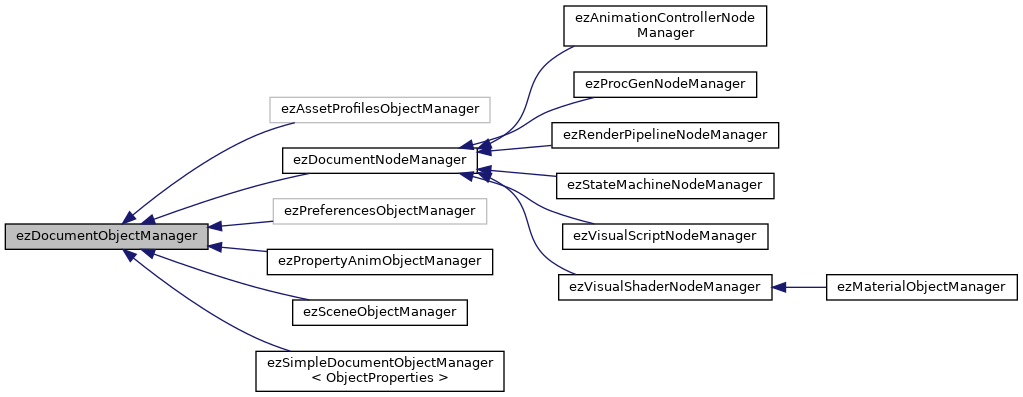 ezAnimationControllerNode
Manager
ezProcGenNodeManager
ezAssetProfilesObjectManager
ezRenderPipelineNodeManager
ezDocumentNodeManager
ezStateMachineNodeManager
ezPreferencesObjectManager
ezDocumentObjectManager
ezVisualScriptNodeManager
ezPropertyAnimObjectManager
ezVisualShaderNodeManager
ezMaterialObjectManager
ezSceneObjectManager
ezSimpleDocumentObjectManager
< ObjectProperties >